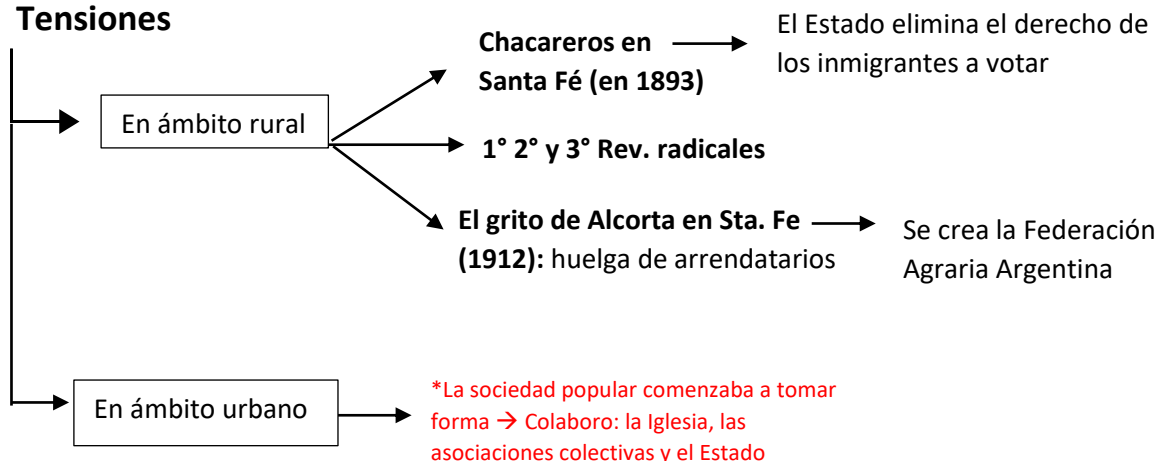 Tensiones
En ámbito rural
Chacareros en
Santa Fé (en 1893)
El Estado elimina el derecho de
los inmigrantes a votar
1° 2° y 3° Rev. radicales
El grito de Alcorta en Sta. Fe
(1912): huelga de arrendatarios
Se crea la Federación
Agraria Argentina
En ámbito urbano
*La sociedad popular comenzaba a tomar
forma → Colaboro: la Iglesia, las
asociaciones colectivas y el Estado